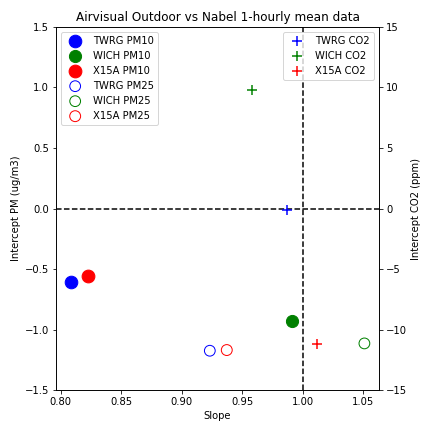 Airvisual Outdoor vs Nabel 1-hourly mean data
TWRG PM10
WICH PM10
X15A PM10
TWRG PM25
WICH PM25
X15A PM25
TWRG CO2
WICH CO2
X15A CO2
1.5
1.0
0.5
0.0
−0.5
−1.0
−1.5
Intercept PM (ug/m3)
15
10
5
0
−5
−10
−15
Intercept CO2 (ppm)
0.80 0.85 0.90 0.95 1.00 1.05
Slope